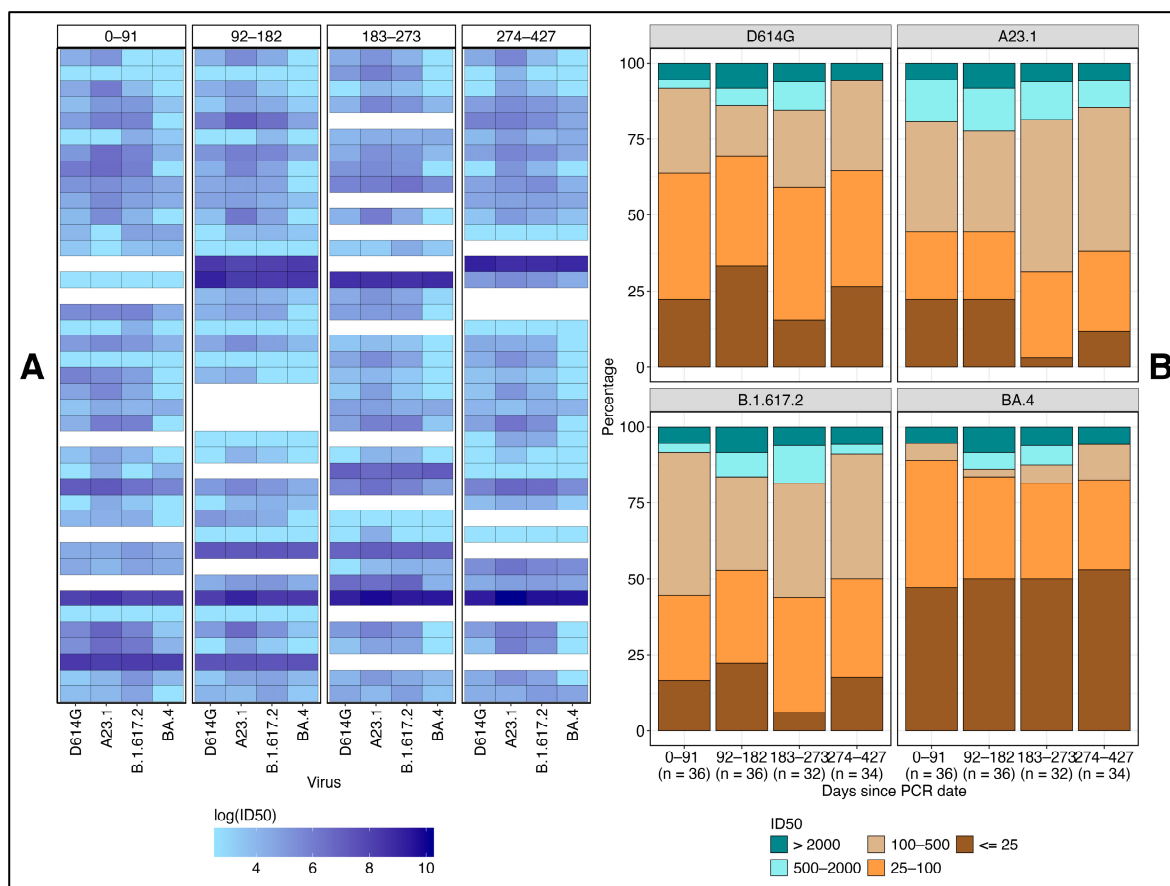 0–91 92–182 183–273 274–427
A
D614G A23.1 B.1.617.2 BA.4 D614G A23.1 B.1.617.2 BA.4 D614G A23.1 B.1.617.2 BA.4 D614G A23.1 B.1.617.2 BA.4
Virus
log(ID50)
4 6 8 10
D614G A23.1
100
75
50
25
0
Percentage
B
B.1.617.2 BA.4
100
75
50
25
0
0–91 92–182 183–273 274–427 0–91 92–182 183–273 274–427
(n = 36) (n = 36) (n = 32) (n = 34) (n = 36) (n = 36) (n = 32) (n = 34)
Days since PCR date
ID50
> 2000 100–500 <= 25
500–2000 25–100